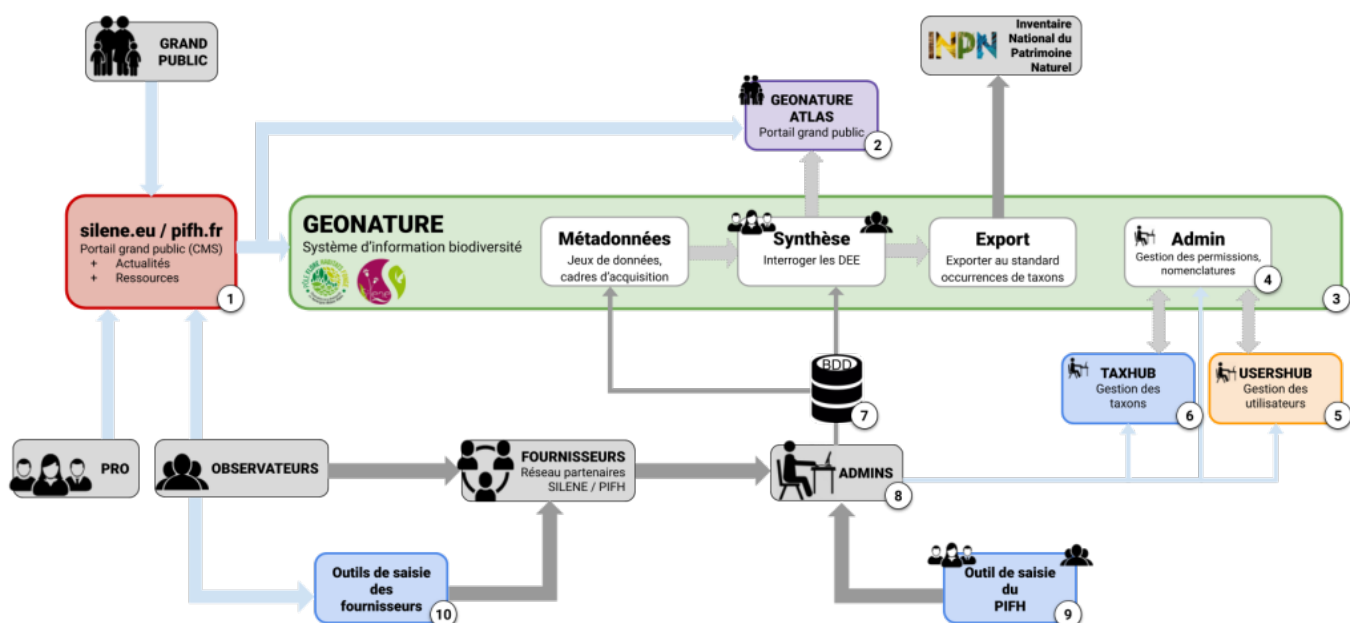 GRAND
PUBLIC
INPN
Inventaire
National du
Patrimoine
Naturel
GEONATURE
ATLAS
Portail grand public
2
silene.eu / pifh.fr
Portail grand public (CMS)
+ Actualités
+ Ressources
1
GEONATURE
Système d'information biodiversité
Métadonnées
Jeux de données,
cadres d'acquisition
Synthèse
Interroger les DEE
Export
Exporter au standard
occurrences de taxons
Admin
Gestion des permissions,
nomenclatures
4
3
BDD
7
TAXHUB
Gestion des
taxons
6
USERSHUB
Gestion des
utilisateurs
5
PRO
OBSERVATEURS
FOURNISSEURS
Réseau partenaires
SILENE / PIFH
ADMINS
8
Outils de saisie
des
fournisseurs
10
Outil de saisie
du
PIFH
9